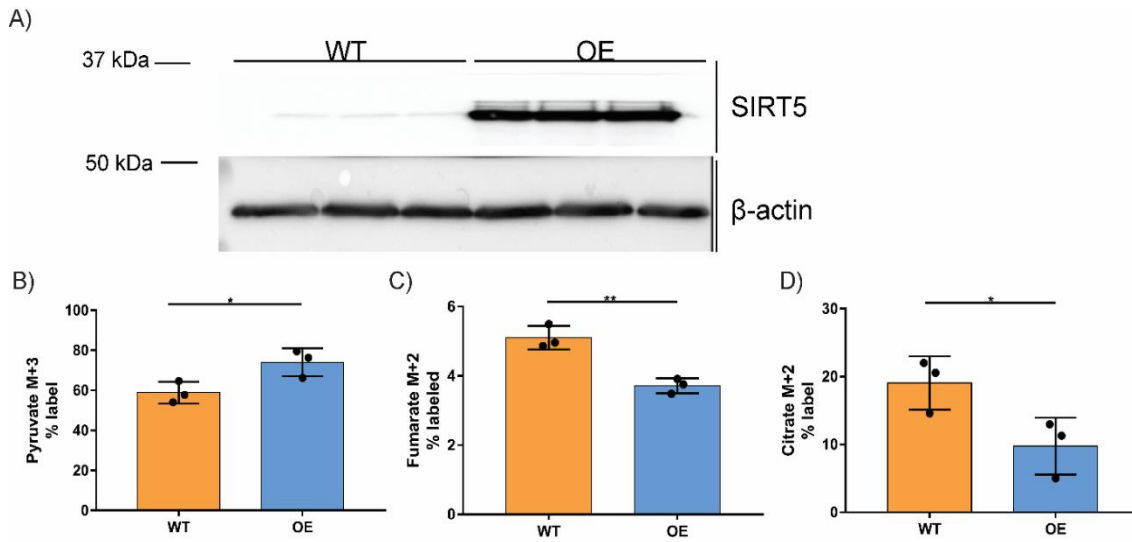 A)
WT OE
37 kDa
SIRT5
50 kDa
β-actin
B)
Pyruvate M+3
% label
100
80
60
40
20
0
*
WT OE
C)
Fumarate M+2
% labeled
6
4
2
0
**
WT OE
D)
Citrate M+2
% label
30
20
10
0
*
WT OE